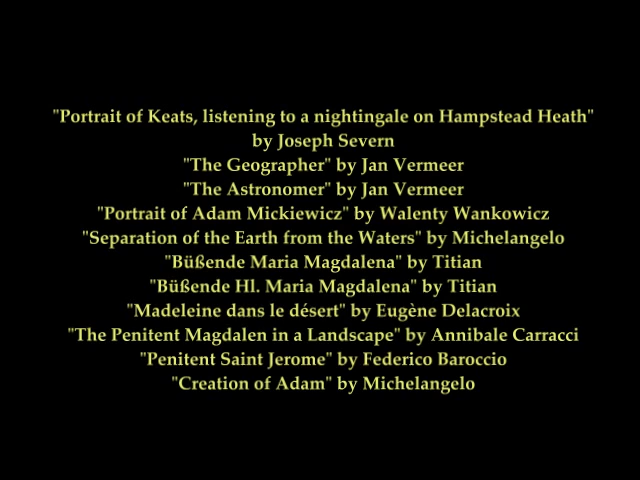 "Portrait of Keats, listening to a nightingale on Hampstead Heath"
by Joseph Severn
"The Geographer" by Jan Vermeer
"The Astronomer" by Jan Vermeer
"Portrait of Adam Mickiewicz" by Walenty Wankowicz
"Separation of the Earth from the Waters" by Michelangelo
"Büßende Maria Magdalena" by Titian
"Büßende Hl. Maria Magdalena" by Titian
"Madeleine dans le désert" by Eugène Delacroix
"The Penitent Magdalen in a Landscape" by Annibale Carracci
"Penitent Saint Jerome" by Federico Baroccio
"Creation of Adam" by Michelangelo